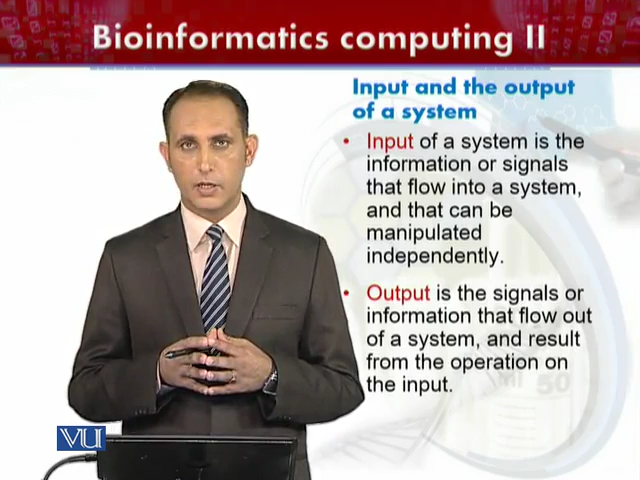 Bioinformatics computing II
Input and the output
of a system
• Input of a system is the
information or signals
that flow into a system,
and that can be
manipulated
independently.
• Output is the signals or
information that flow out
of a system, and result
from the operation on
the input.
VU
50